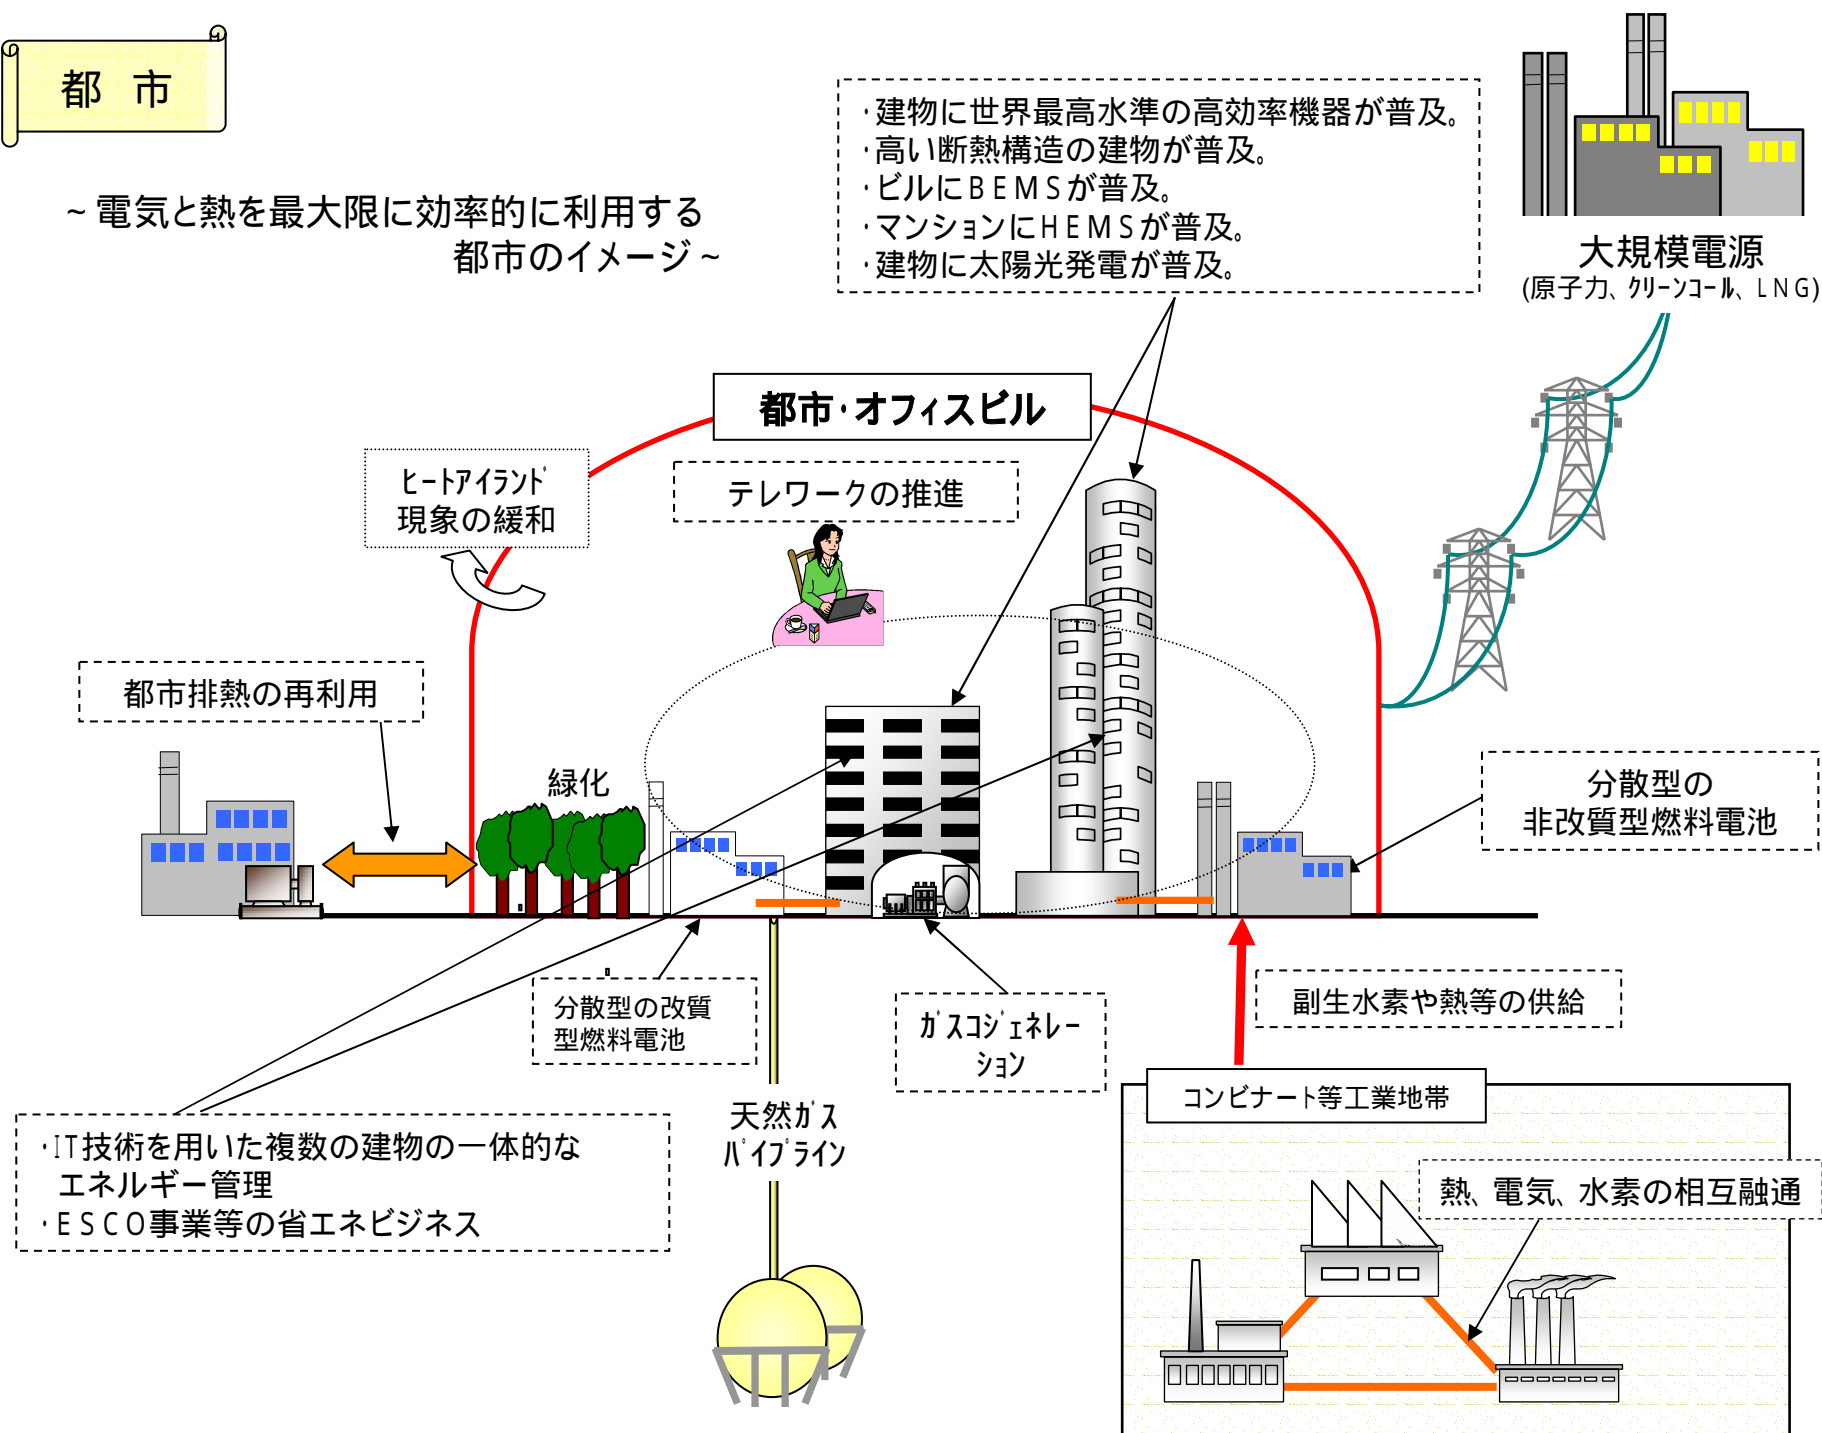 都 市
~電気と熱を最大限に効率的に利用する
都市のイメージ~
・建物に世界最高水準の高効率機器が普及。
・高い断熱構造の建物が普及。
・ビルにBEMSが普及。
・マンションにHEMSが普及。
・建物に太陽光発電が普及。
大規模電源
(原子力、クリーンコール、LNG)
都市・オフィスビル
ヒートアイランド
現象の緩和
テレワークの推進
都市排熱の再利用
緑化
分散型の
非改質型燃料電池
分散型の改質
型燃料電池
ガスコジェネレー
ション
副生水素や熱等の供給
コンビナート等工業地帯
天然ガス
パイプライン
・IT技術を用いた複数の建物の一体的な
エネルギー管理
・ESCO事業等の省エネビジネス
熱、電気、水素の相互融通